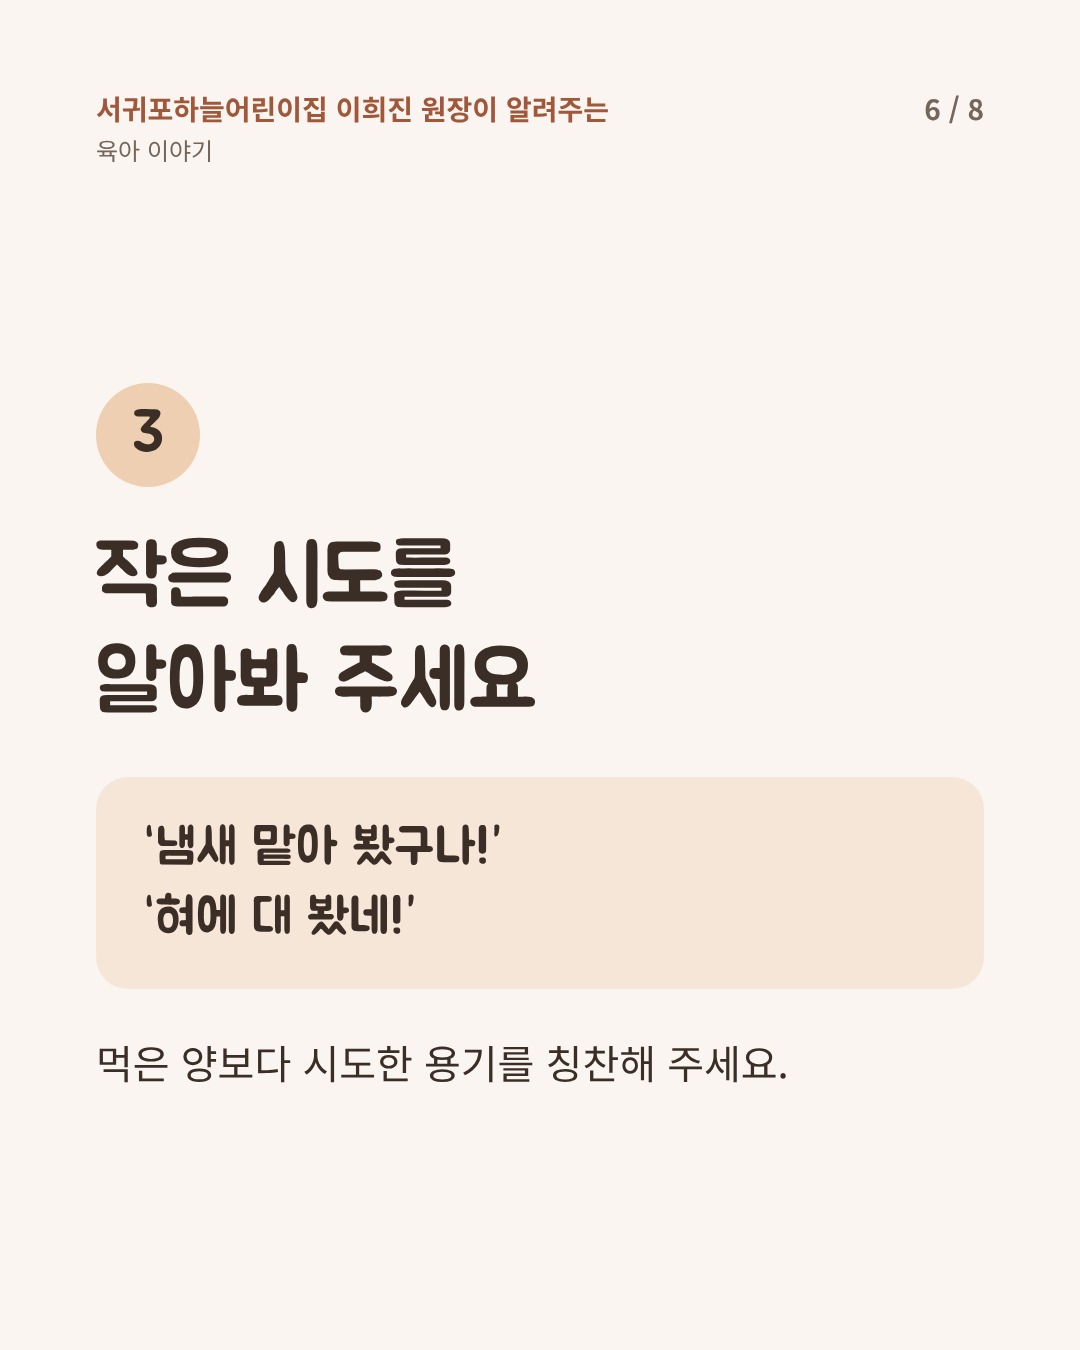 서귀포하늘어린이집 이희진 원장이 알려주는
6 / 8
육아 이야기
3
작은 시도를
알아봐 주세요
‘냄새 맡아 봤구나!’
‘혀에 대 봤네!’
먹은 양보다 시도한 용기를 칭찬해 주세요.